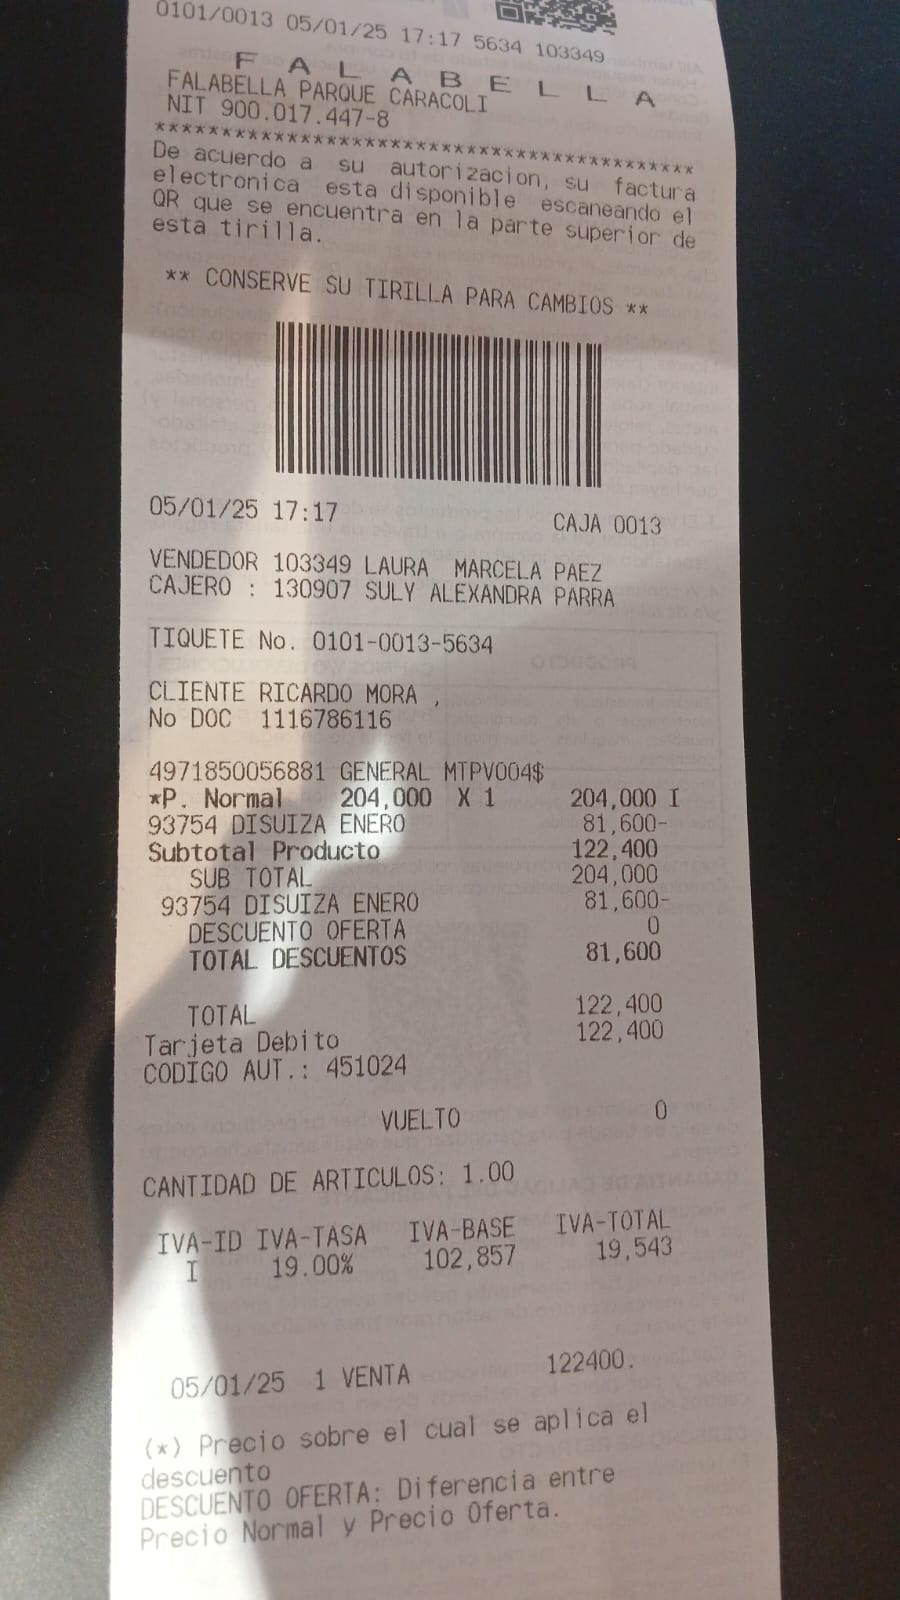 0101/0013 05/01/25 17:17 5634 103349
F A L A B E L L A
FALABELLA PARQUE CARACOLI
NIT 900.017.447-8
******************************************
De acuerdo a su autorizacion, su factura
electronica esta disponible escaneando el
QR que se encuentra en la parte superior de
esta tirilla.
** CONSERVE SU TIRILLA PARA CAMBIOS **
05/01/25 17:17 CAJA 0013
VENDEDOR 103349 LAURA MARCELA PAEZ
CAJERO : 130907 SULY ALEXANDRA PARRA
TIQUETE No. 0101-0013-5634
CLIENTE RICARDO MORA ,
No DOC 1116786116
4971850056881 GENERAL MTPV004$
*P. Normal 204,000 X 1 204,000 I
93754 DISUIZA ENERO 81,600-
Subtotal Producto 122,400
SUB TOTAL 204,000
93754 DISUIZA ENERO 81,600-
DESCUENTO OFERTA 0
TOTAL DESCUENTOS 81,600
TOTAL 122,400
Tarjeta Debito 122,400
CODIGO AUT.: 451024
VUELTO 0
CANTIDAD DE ARTICULOS: 1.00
IVA-ID IVA-TASA IVA-BASE IVA-TOTAL
I 19.00% 102,857 19,543
05/01/25 1 VENTA 122400.
(*) Precio sobre el cual se aplica el
descuento
DESCUENTO OFERTA: Diferencia entre
Precio Normal y Precio Oferta.